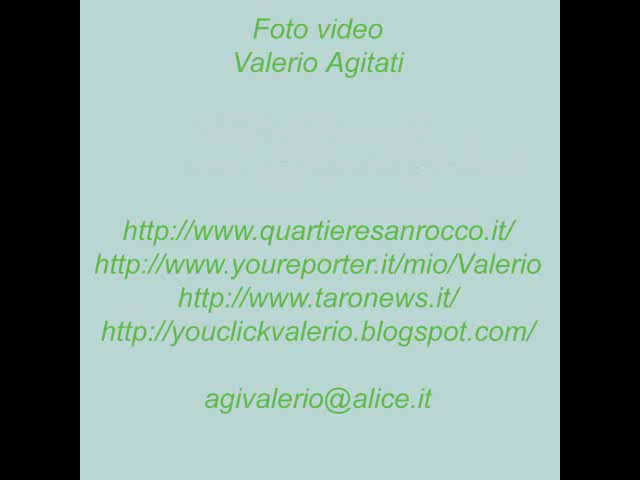 Foto video
Valerio Agitati
http://www.quartieresanrocco.it/
http://www.youreporter.it/mio/Valerio
http://www.taronews.it/
http://youclickvalerio.blogspot.com/
agivalerio@alice.it